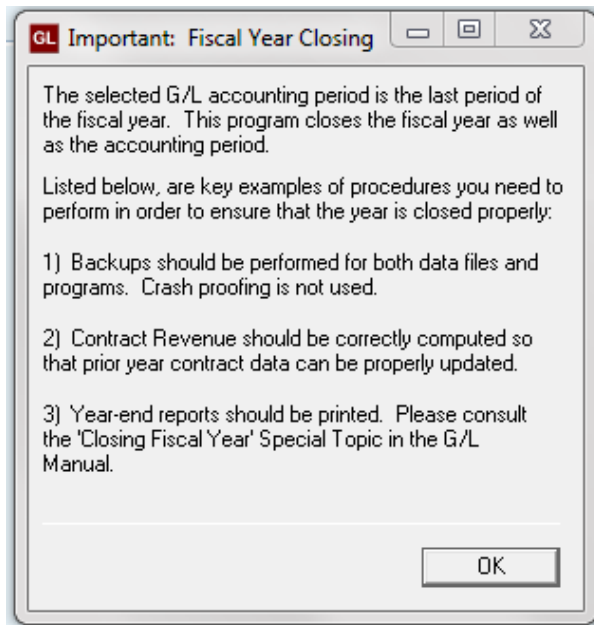 GL Important: Fiscal Year Closing
The selected G/L accounting period is the last period of
the fiscal year. This program closes the fiscal year as well
as the accounting period.
Listed below, are key examples of procedures you need to
perform in order to ensure that the year is closed properly:
1) Backups should be performed for both data files and
programs. Crash proofing is not used.
2) Contract Revenue should be correctly computed so
that prior year contract data can be properly updated.
3) Year-end reports should be printed. Please consult
the 'Closing Fiscal Year' Special Topic in the G/L
Manual.
OK